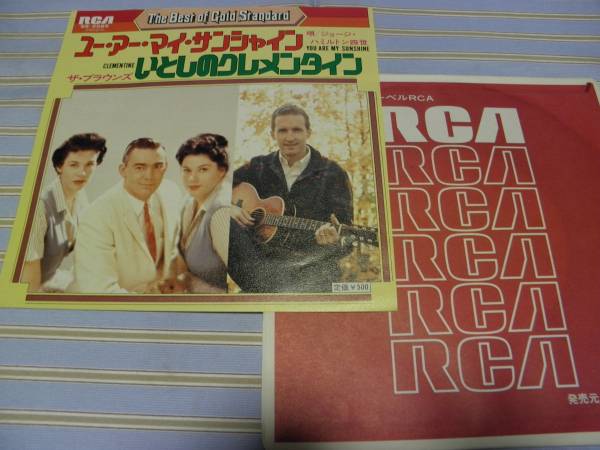 RCA
The Best of Gold Standard
ユー・アー・マイ・サンシャイン
唄/ジョージ・
ハミルトン四世
YOU ARE MY SUNSHINE
CLEMENTINE
いとしのクレメンタイン
ザ・ブラウンズ
定価¥500
ーベルRCA
RCA
RCA
RCA
RCA
RCA
RCA
発売元